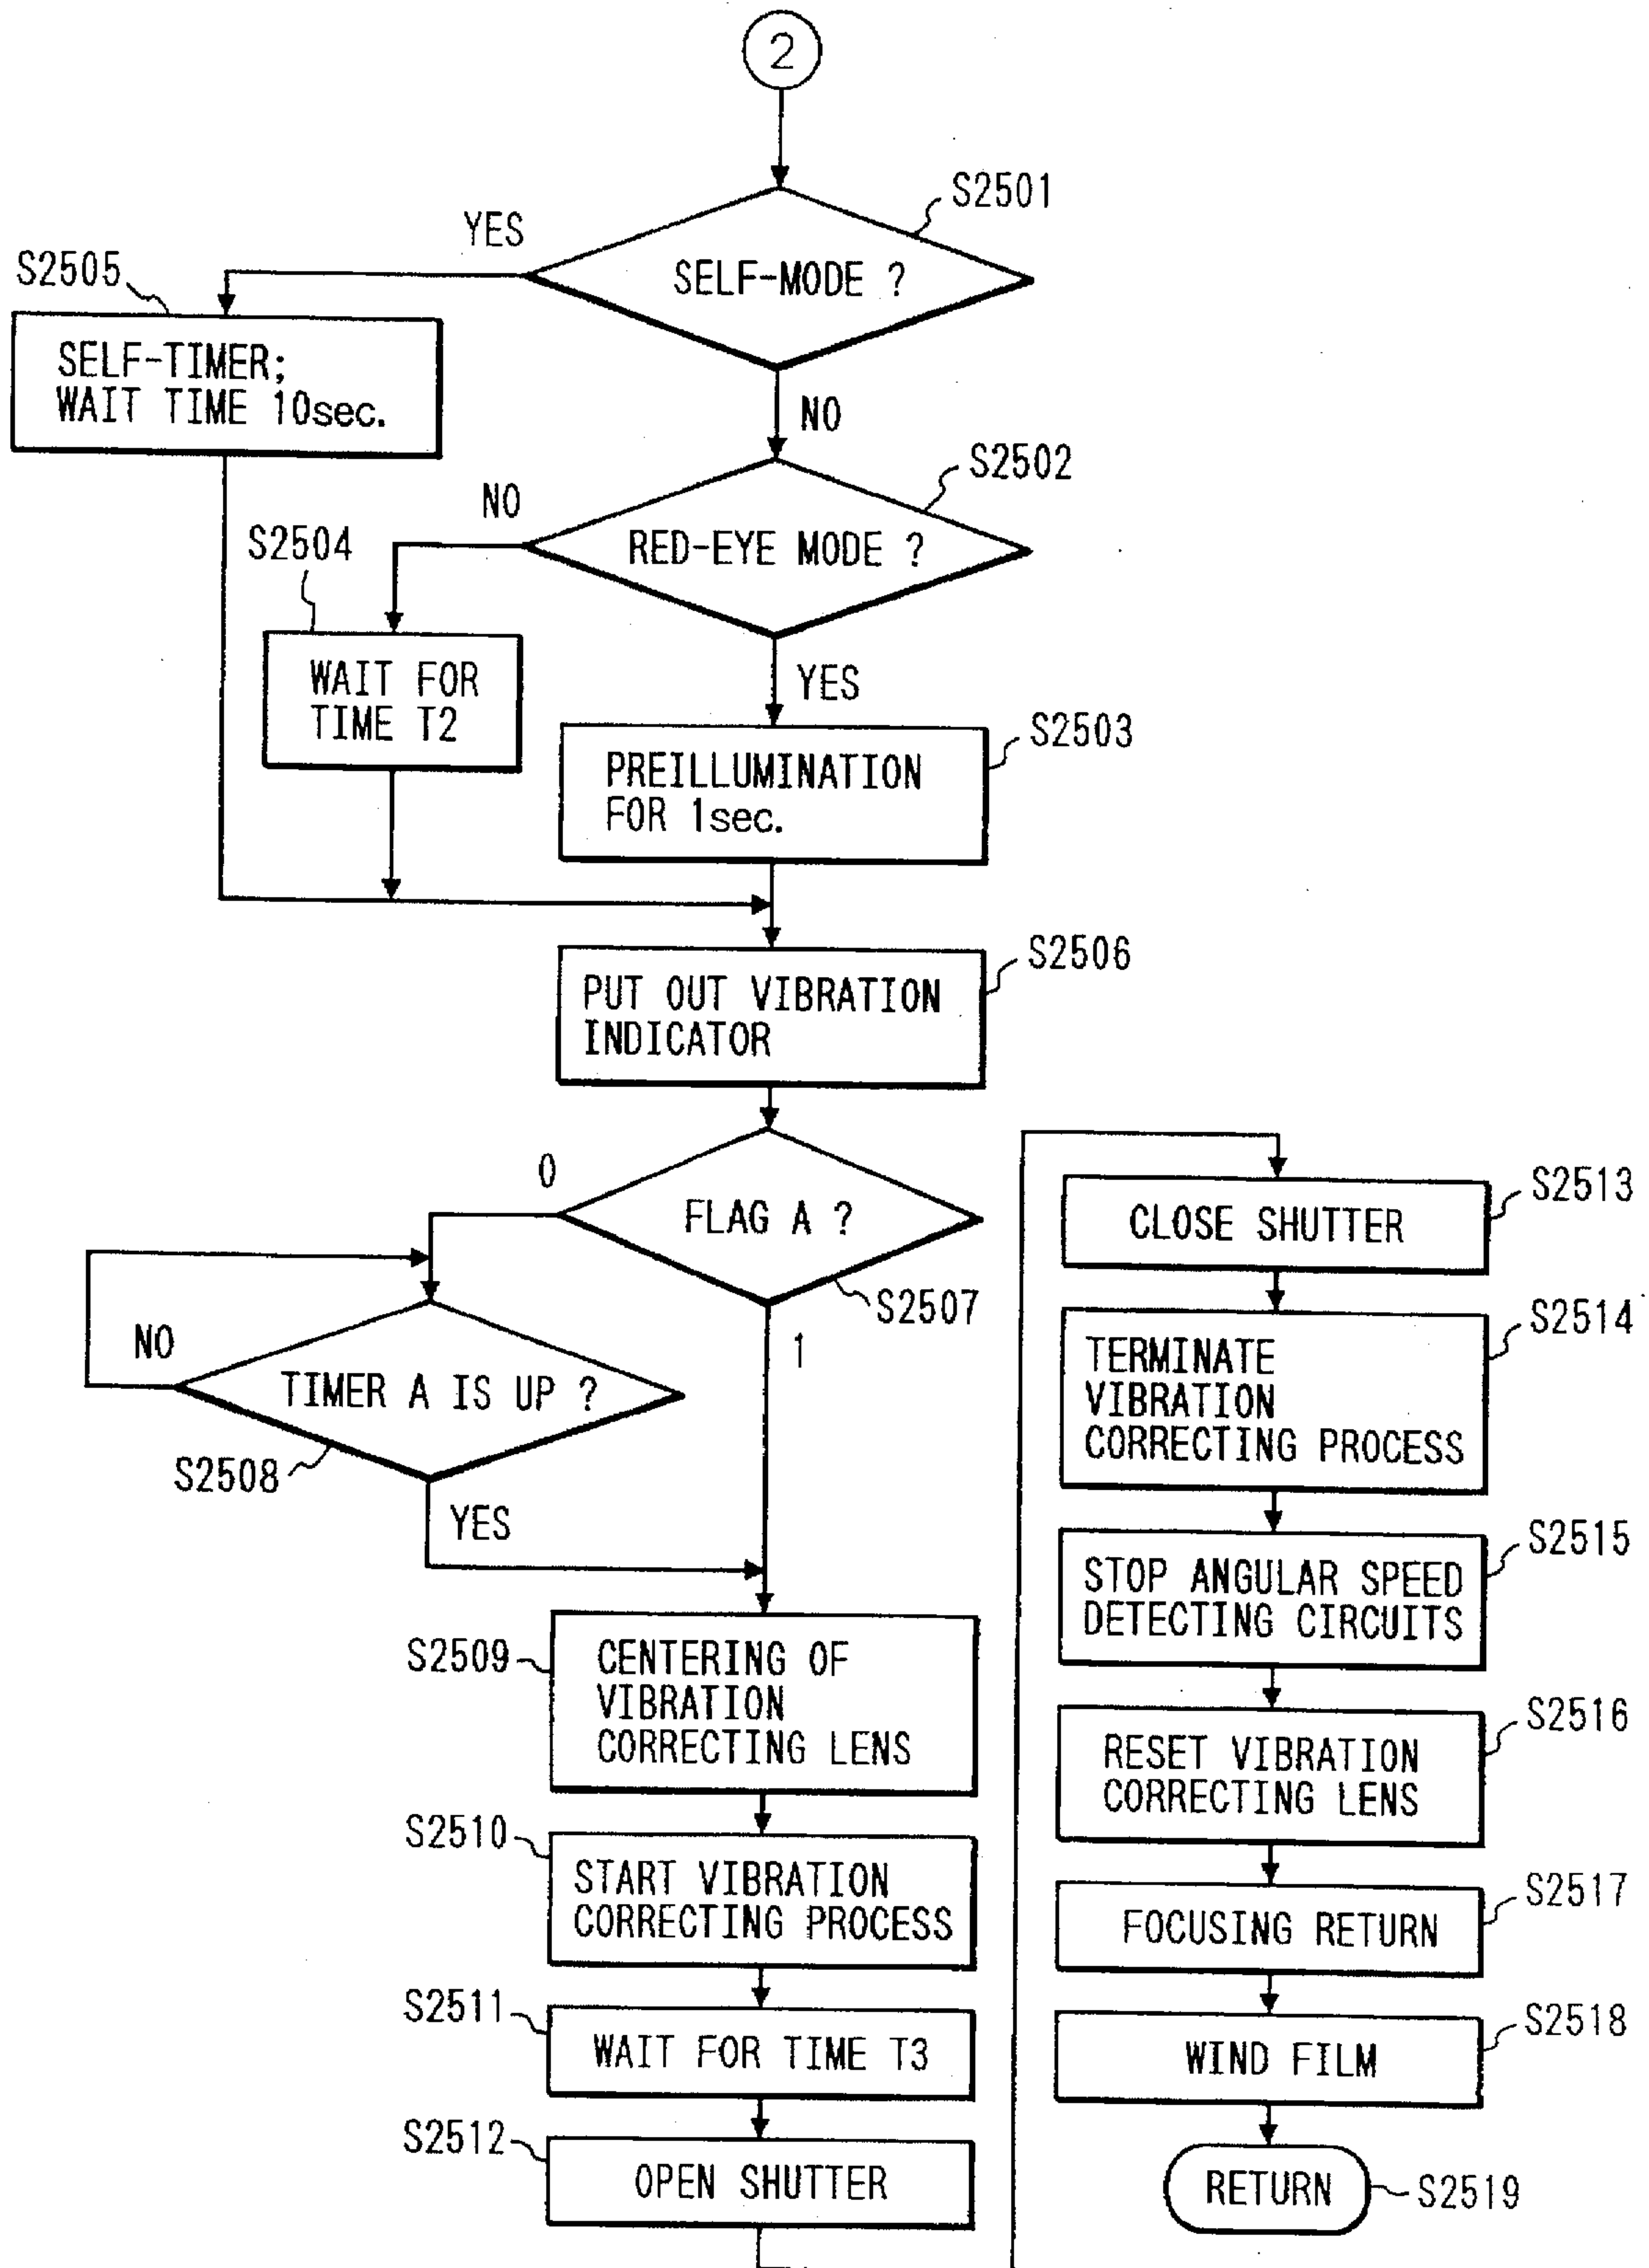 2
S2501
YES
SELF-MODE ?
S2505
SELF-TIMER;
WAIT TIME 10sec.
NO
S2502
NO
RED-EYE MODE ?
S2504
WAIT FOR
TIME T2
YES
S2503
PREILLUMINATION
FOR 1sec.
S2506
PUT OUT VIBRATION
INDICATOR
0
FLAG A ?
S2507
1
NO
TIMER A IS UP ?
S2508
YES
S2509
CENTERING OF
VIBRATION
CORRECTING LENS
S2510
START VIBRATION
CORRECTING PROCESS
S2511
WAIT FOR TIME T3
S2512
OPEN SHUTTER
S2513
CLOSE SHUTTER
S2514
TERMINATE
VIBRATION
CORRECTING PROCESS
S2515
STOP ANGULAR SPEED
DETECTING CIRCUITS
S2516
RESET VIBRATION
CORRECTING LENS
S2517
FOCUSING RETURN
S2518
WIND FILM
RETURN
S2519